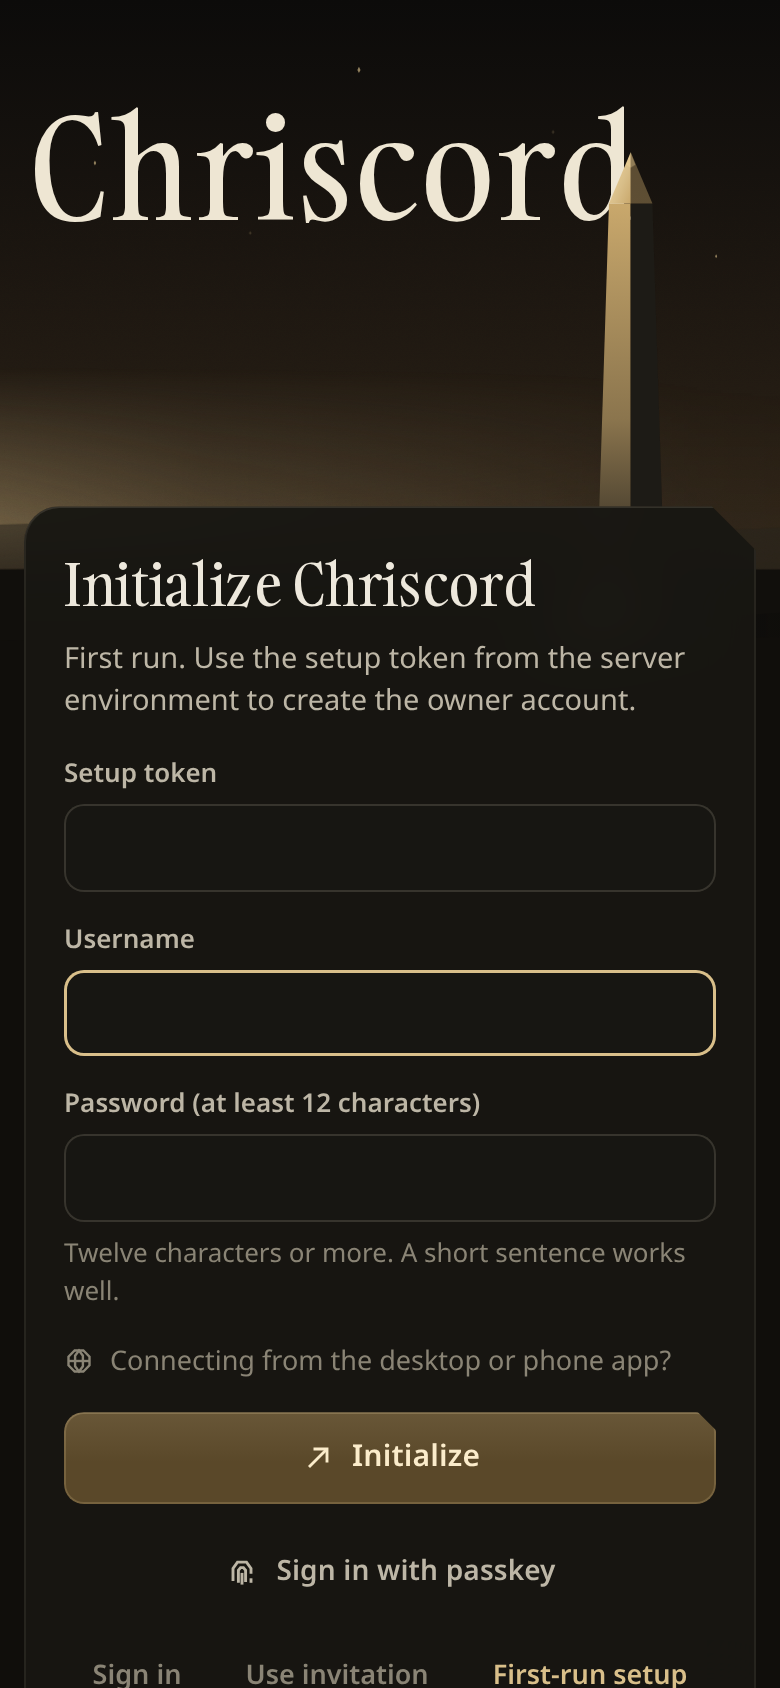 Chriscord
Initialize Chriscord
First run. Use the setup token from the server
environment to create the owner account.
Setup token
Username
Password (at least 12 characters)
Twelve characters or more. A short sentence works
well.
Connecting from the desktop or phone app?
Initialize
Sign in with passkey
Sign in
Use invitation
First-run setup